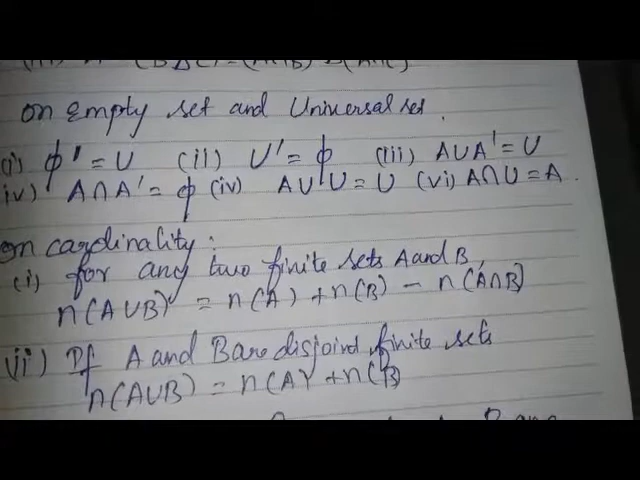 (B Δ C) = (A∩B) Δ (A∩C)
on Empty set and Universal set.
(i) ϕ' = U (ii) U' = ϕ (iii) A∪A' = U
iv) A∩A' = ϕ (iv) A∪U = U (vi) A∩U = A.
on cardinality:
(i) for any two finite sets A and B,
n(A∪B) = n(A) + n(B) - n(A∩B)
(ii) If A and B are disjoint finite sets
n(A∪B) = n(A) + n(B)